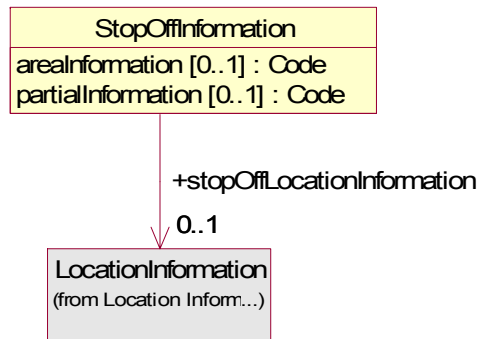 StopOffInformation
areaInformation [0..1] : Code
partialInformation [0..1] : Code
+stopOffLocationInformation
0..1
LocationInformation
(from Location Inform...)